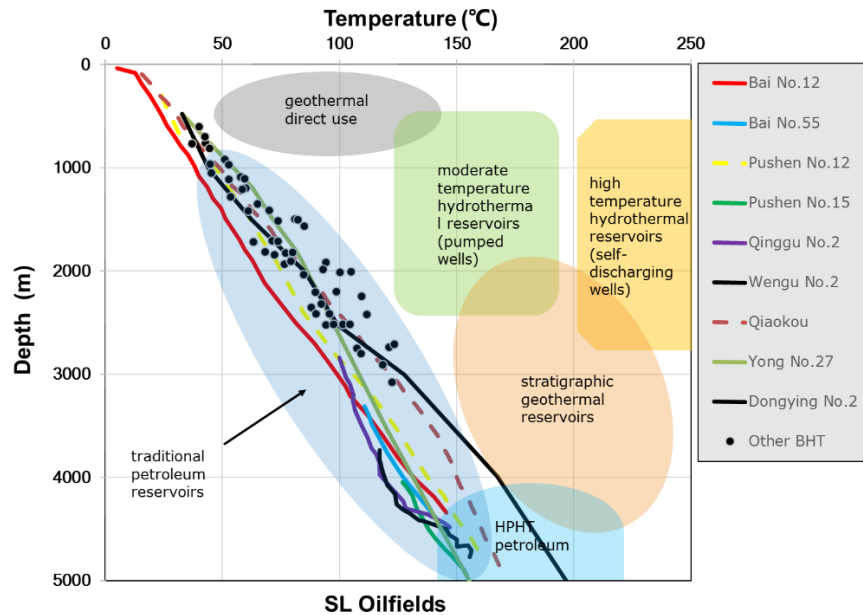 Temperature (℃)
0 50 100 150 200 250
0
1000
2000
3000
4000
5000
Depth (m)
geothermal
direct use
moderate
temperature
hydrotherma
l reservoirs
(pumped
wells)
high
temperature
hydrothermal
reservoirs
(self-
discharging
wells)
stratigraphic
geothermal
reservoirs
traditional
petroleum
reservoirs
HPHT
petroleum
SL Oilfields
Bai No.12
Bai No.55
Pushen No.12
Pushen No.15
Qinggu No.2
Wengu No.2
Qiaokou
Yong No.27
Dongying No.2
Other BHT